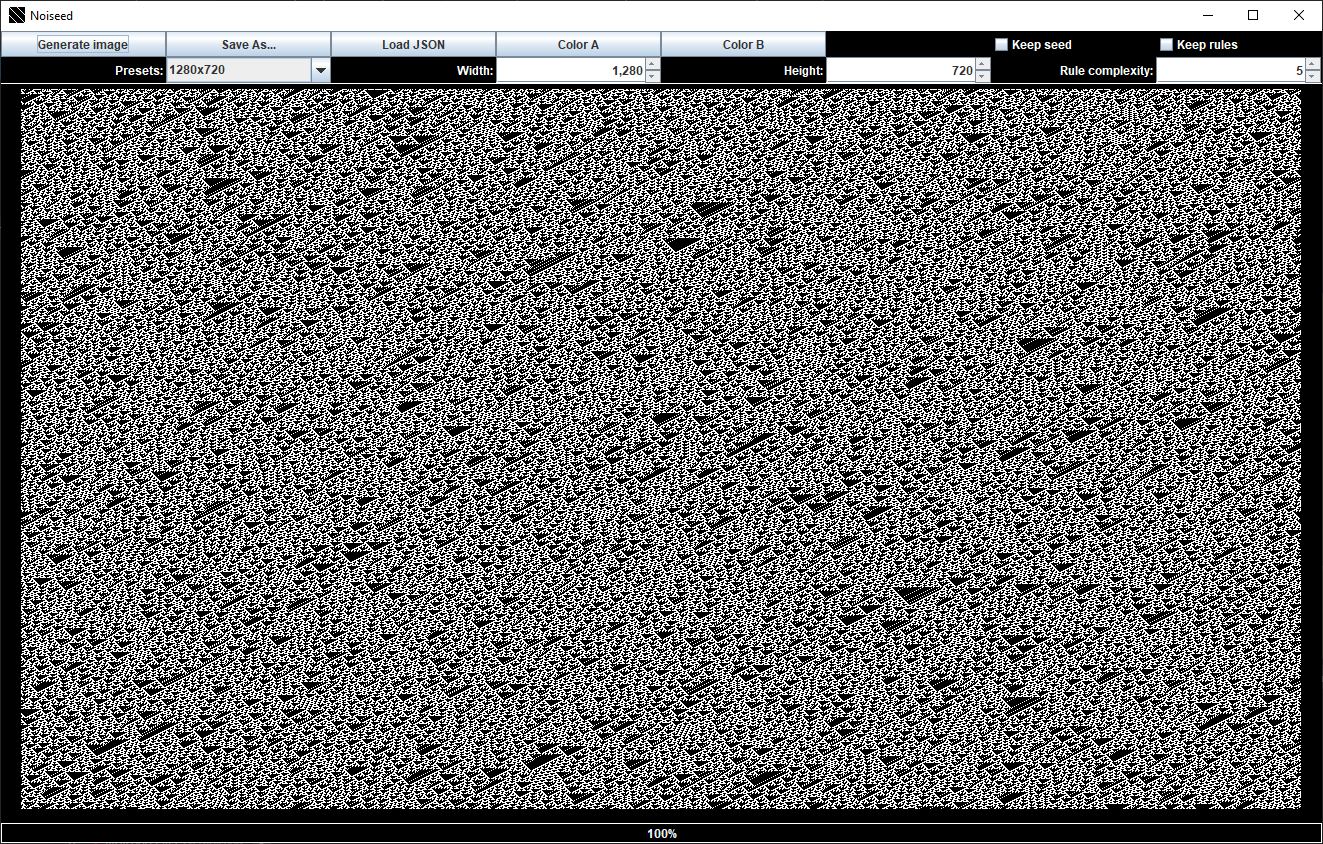 Noiseed
Generate image Save As... Load JSON Color A Color B Keep seed Keep rules
Presets: 1280x720 Width: 1,280 Height: 720 Rule complexity: 5
100%